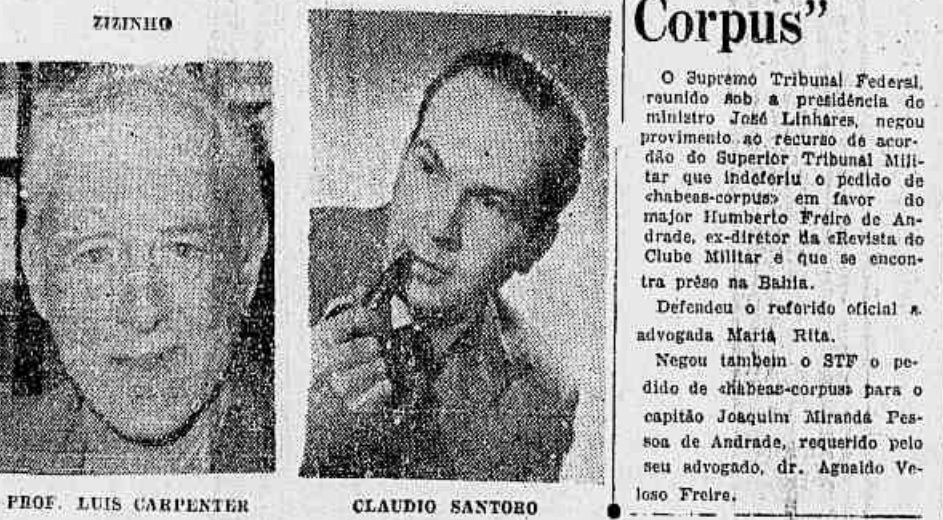 ZIZINHO
PROF. LUIS CARPENTER
CLAUDIO SANTORO
Corpus”
O Supremo Tribunal Federal,
reunido sob a presidência do
ministro José Linhares, negou
provimento ao recurso de acor-
dão do Superior Tribunal Mili-
tar que indeferiu o pedido de
«habeas-corpus» em favor do
major Humberto Freire de An-
drade, ex-diretor da «Revista do
Clube Militar e que se encon-
tra prêso na Bahia.
Defendeu o referido oficial a
advogada Maria Rita.
Negou tambem o STF o pe-
dido de «habeas-corpus» para o
capitão Joaquim Miranda Pes-
soa de Andrade, requerido pelo
seu advogado, dr. Agnaldo Ve-
loso Freire.